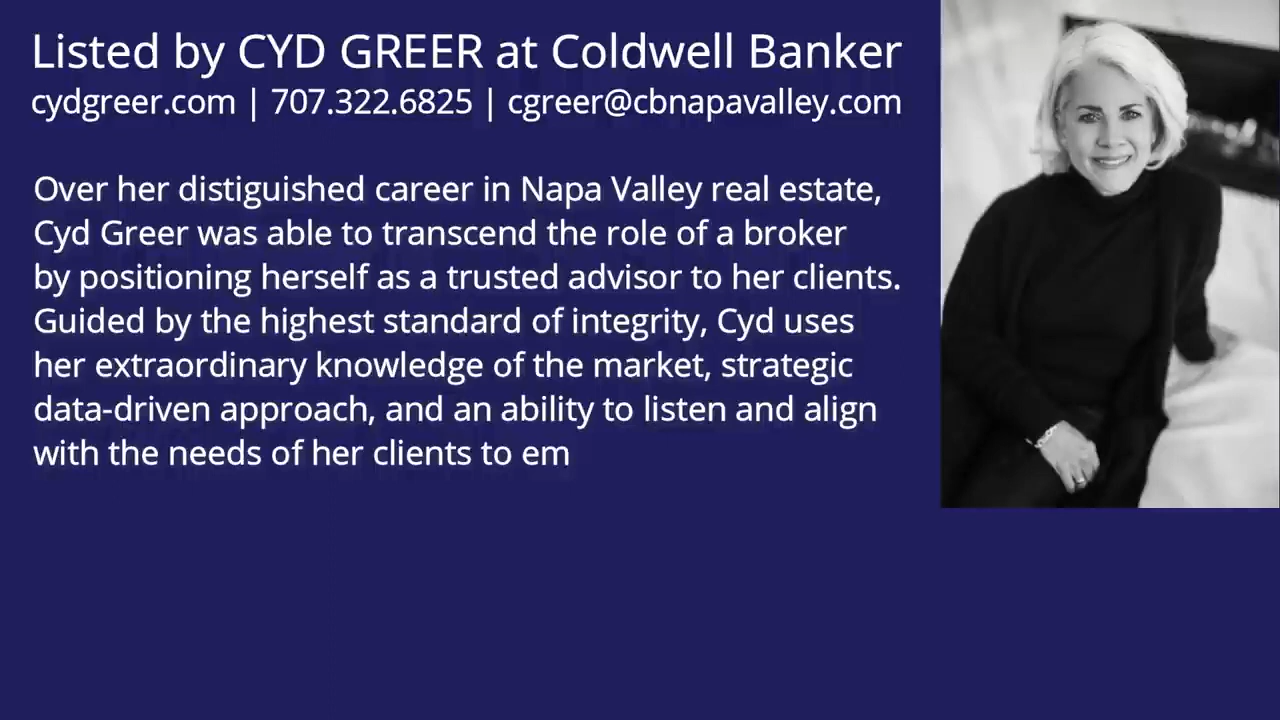 Listed by CYD GREER at Coldwell Banker
cydgreer.com | 707.322.6825 | cgreer@cbnapavalley.com
Over her distiguished career in Napa Valley real estate,
Cyd Greer was able to transcend the role of a broker
by positioning herself as a trusted advisor to her clients.
Guided by the highest standard of integrity, Cyd uses
her extraordinary knowledge of the market, strategic
data-driven approach, and an ability to listen and align
with the needs of her clients to em